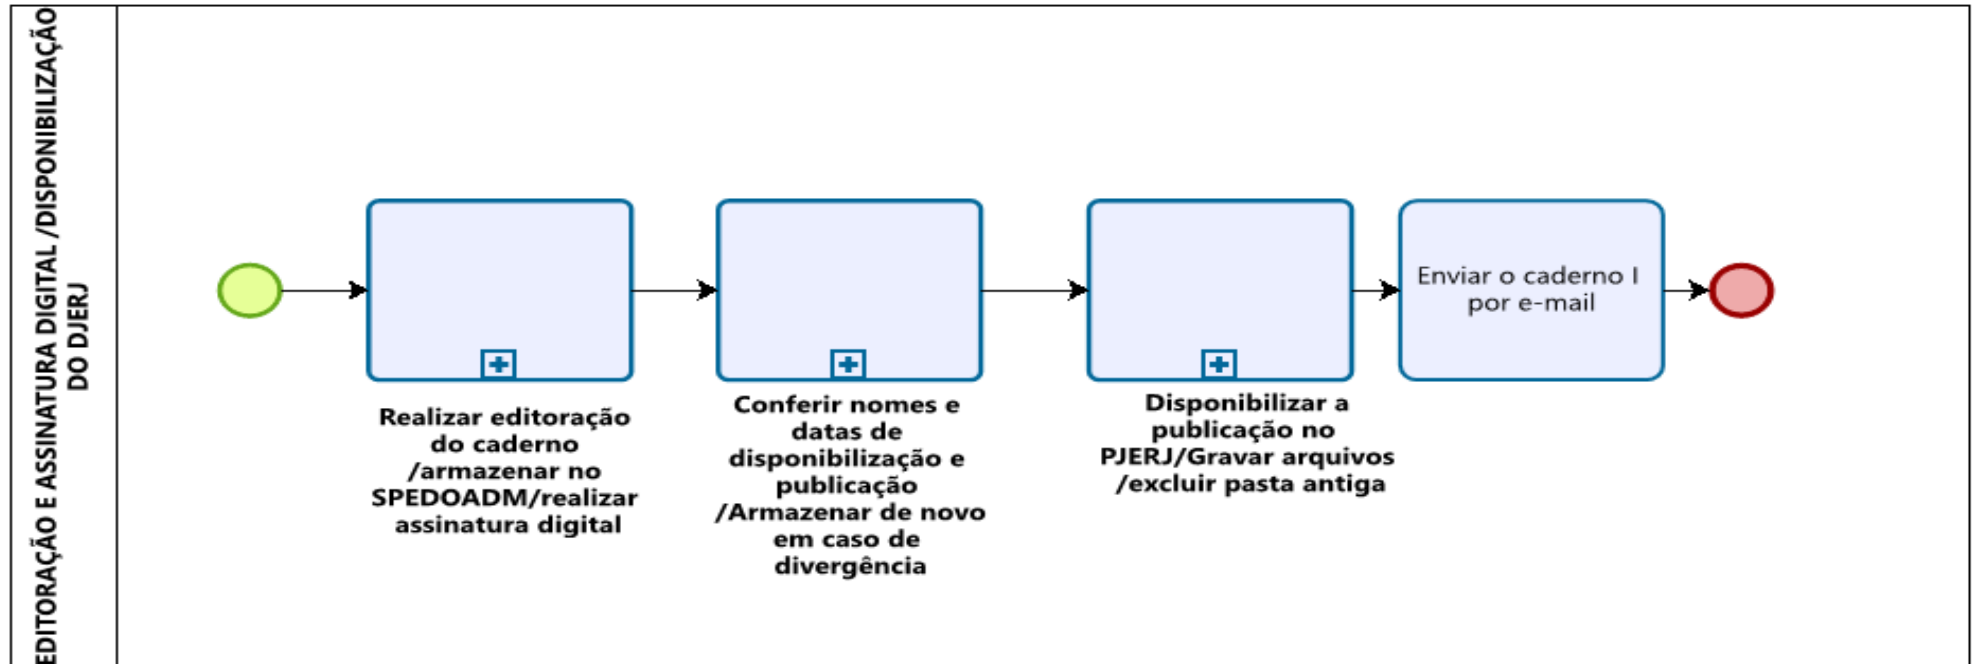 EDITORAÇÃO E ASSINATURA DIGITAL /DISPONIBILIZAÇÃO
DO DJERJ
Realizar editoração
do caderno
/armazenar no
SPEDOADM/realizar
assinatura digital
Conferir nomes e
datas de
disponibilização e
publicação
/Armazenar de novo
em caso de
divergência
Disponibilizar a
publicação no
PJERJ/Gravar arquivos
/excluir pasta antiga
Enviar o caderno I
por e-mail